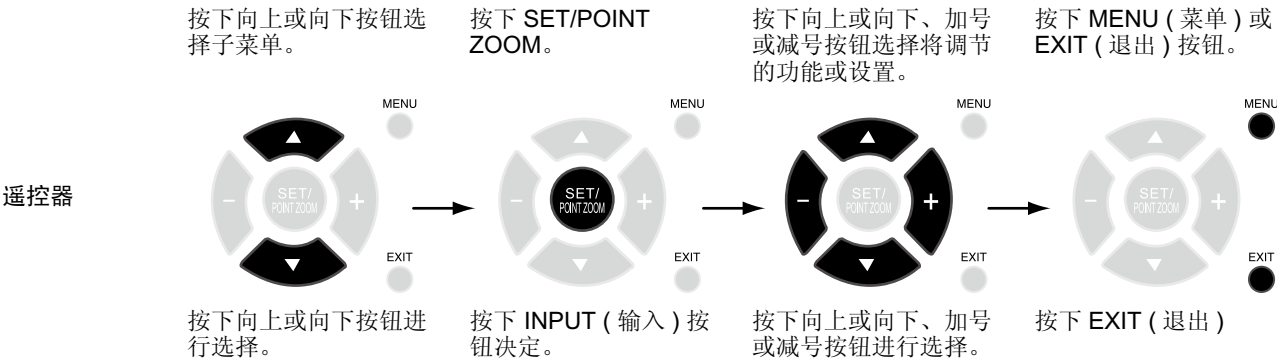 按下向上或向下按钮选
择子菜单。
按下 SET/POINT
ZOOM。
按下向上或向下、加号
或减号按钮选择将调节
的功能或设置。
按下 MENU ( 菜单 ) 或
EXIT ( 退出 ) 按钮。
遥控器
MENU
-
SET/
POINT ZOOM
+
EXIT
MENU
-
SET/
POINT ZOOM
+
EXIT
MENU
-
SET/
POINT ZOOM
+
EXIT
MENU
-
SET/
POINT ZOOM
+
EXIT
按下向上或向下按钮进
行选择。
按下 INPUT ( 输入 ) 按
钮决定。
按下向上或向下、加号
或减号按钮进行选择。
按下 EXIT ( 退出 )